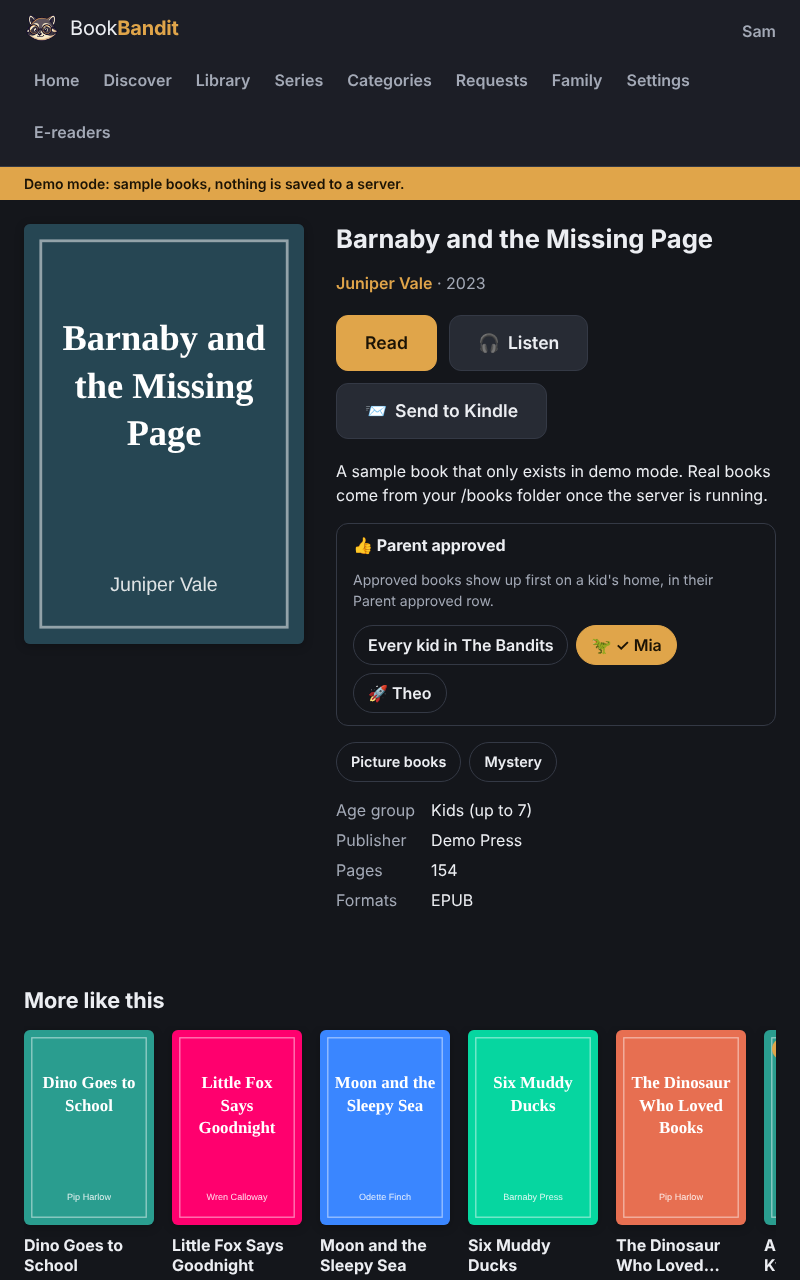 BookBandit
Sam
Home Discover Library Series Categories Requests Family Settings
E-readers
Demo mode: sample books, nothing is saved to a server.
Barnaby and
the Missing
Page
Juniper Vale
Barnaby and the Missing Page
Juniper Vale · 2023
Read
🎧 Listen
📨 Send to Kindle
A sample book that only exists in demo mode. Real books
come from your /books folder once the server is running.
👍 Parent approved
Approved books show up first on a kid's home, in their
Parent approved row.
Every kid in The Bandits
🦖 ✓ Mia
🚀 Theo
Picture books
Mystery
Age group Kids (up to 7)
Publisher Demo Press
Pages 154
Formats EPUB
More like this
Dino Goes to
School
Pip Harlow
Dino Goes to
School
Little Fox
Says
Goodnight
Wren Calloway
Little Fox Says
Goodnight
Moon and the
Sleepy Sea
Odette Finch
Moon and the
Sleepy Sea
Six Muddy
Ducks
Barnaby Press
Six Muddy
Ducks
The Dinosaur
Who Loved
Books
Pip Harlow
The Dinosaur
Who Loved…